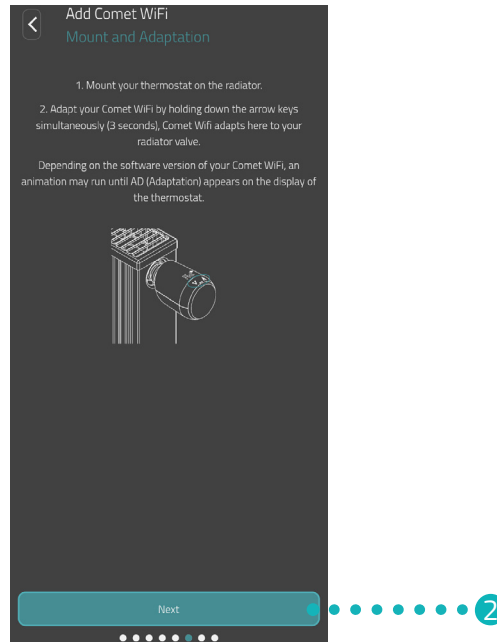 Add Comet WiFi
Mount and Adaptation
1. Mount your thermostat on the radiator.
2. Adapt your Comet WiFi by holding down the arrow keys
simultaneously (3 seconds), Comet Wifi adapts here to your
radiator valve.
Depending on the software version of your Comet WiFi, an
animation may run until AD (Adaptation) appears on the display of
the thermostat.
Next
2